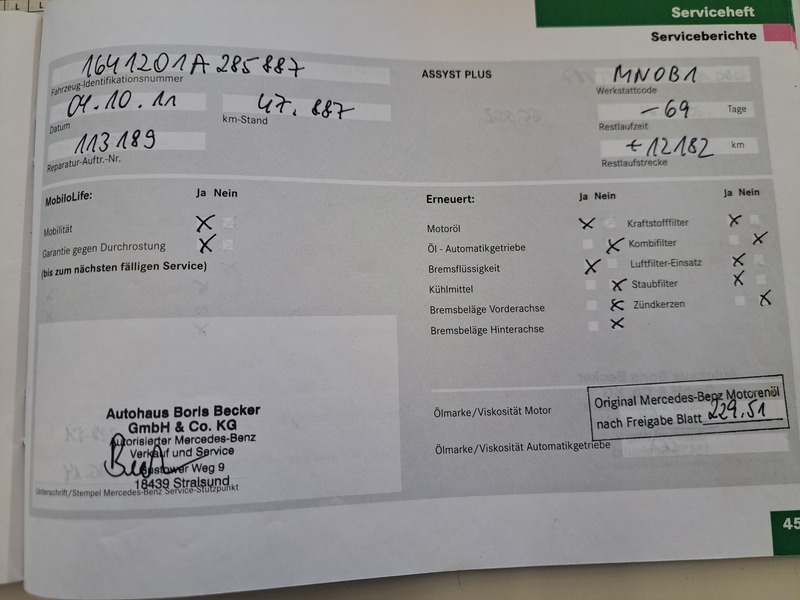 Serviceheft
Serviceberichte
1641201A285887
Fahrzeug-Identifikationsnummer
04.10.11
Datum
47.887
km-Stand
113189
Reparatur-Auftr.-Nr.
ASSYST PLUS
MNOB1
Werkstattcode
-69 Tage
Restlaufzeit
+12182 km
Restlaufstrecke
MobiloLife: Ja Nein
Mobilität X
Garantie gegen Durchrostung X
(bis zum nächsten fälligen Service)
Erneuert: Ja Nein Ja Nein
Motoröl X Kraftstofffilter X
Öl - Automatikgetriebe X Kombifilter X
Bremsflüssigkeit X Luftfilter-Einsatz X
Kühlmittel X Staubfilter X
Bremsbeläge Vorderachse X Zündkerzen X
Bremsbeläge Hinterachse X
Autohaus Boris Becker
GmbH & Co. KG
Autorisierter Mercedes-Benz
Verkauf und Service
Bustower Weg 9
18439 Stralsund
Unterschrift/Stempel Mercedes-Benz Service-Stützpunkt
Ölmarke/Viskosität Motor
Original Mercedes-Benz Motorenöl
nach Freigabe Blatt 229.51
Ölmarke/Viskosität Automatikgetriebe
45